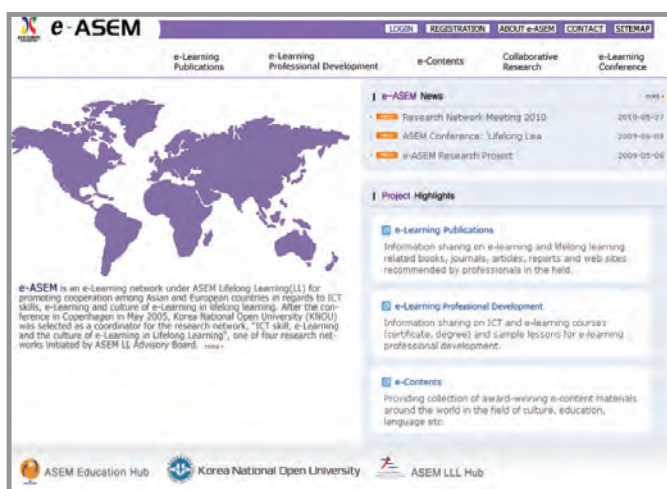 e-ASEM
LOGIN REGISTRATION ABOUT e-ASEM CONTACT SITEMAP
e-Learning
Publications
e-Learning
Professional Development
e-Contents
Collaborative
Research
e-Learning
Conference
e-ASEM News
more
Research Network Meeting 2010 2010-05-27
ASEM Conference: 'Lifelong Lea
e-ASEM Research Project 2009-05-06
Project Highlights
e-Learning Publications
Information sharing on e-learning and lifelong learning
related books, journals, articles, reports and web sites
recommended by professionals in the field.
e-Learning Professional Development
Information sharing on ICT and e-learning courses
(certificate, degree) and sample lessons for e-learning
professional development.
e-Contents
Providing collection of award-winning e-content materials
around the world in the field of culture, education,
language etc.
e-ASEM is an e-Learning network under ASEM Lifelong Learning(LL) for
promoting cooperation among Asian and European countries in regards to ICT
skills, e-Learning and culture of e-Learning in lifelong learning. After the con-
ference in Copenhagen in May 2005, Korea National Open University (KNOU)
was selected as a coordinator for the research network, "ICT skill, e-Learning
and the culture of e-Learning in Lifelong Learning", one of four research net-
works initiated by ASEM LL Advisory Board. more
ASEM Education Hub
Korea National Open University
ASEM LLL Hub